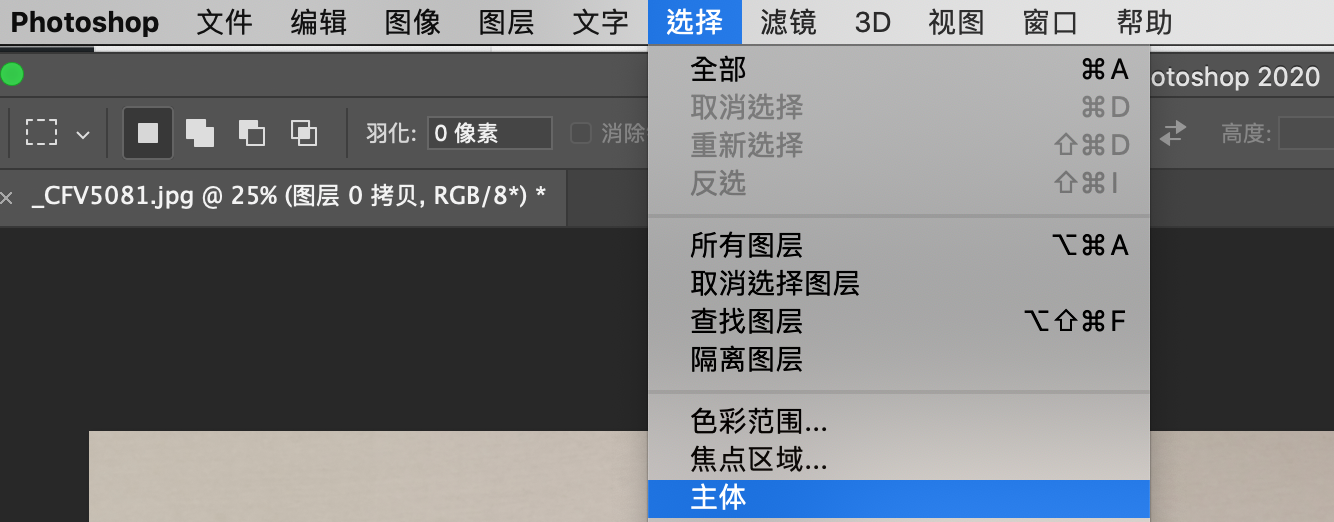 Photoshop 文件 编辑 图像 图层 文字 选择 滤镜 3D 视图 窗口 帮助
otoshop 2020
羽化: 0 像素 消除 高度:
× _CFV5081.jpg @ 25% (图层 0 拷贝, RGB/8*) *
全部 ⌘A
取消选择 ⌘D
重新选择 ⇧⌘D
反选 ⇧⌘I
所有图层 ⌥⌘A
取消选择图层
查找图层 ⌥⇧⌘F
隔离图层
色彩范围...
焦点区域...
主体